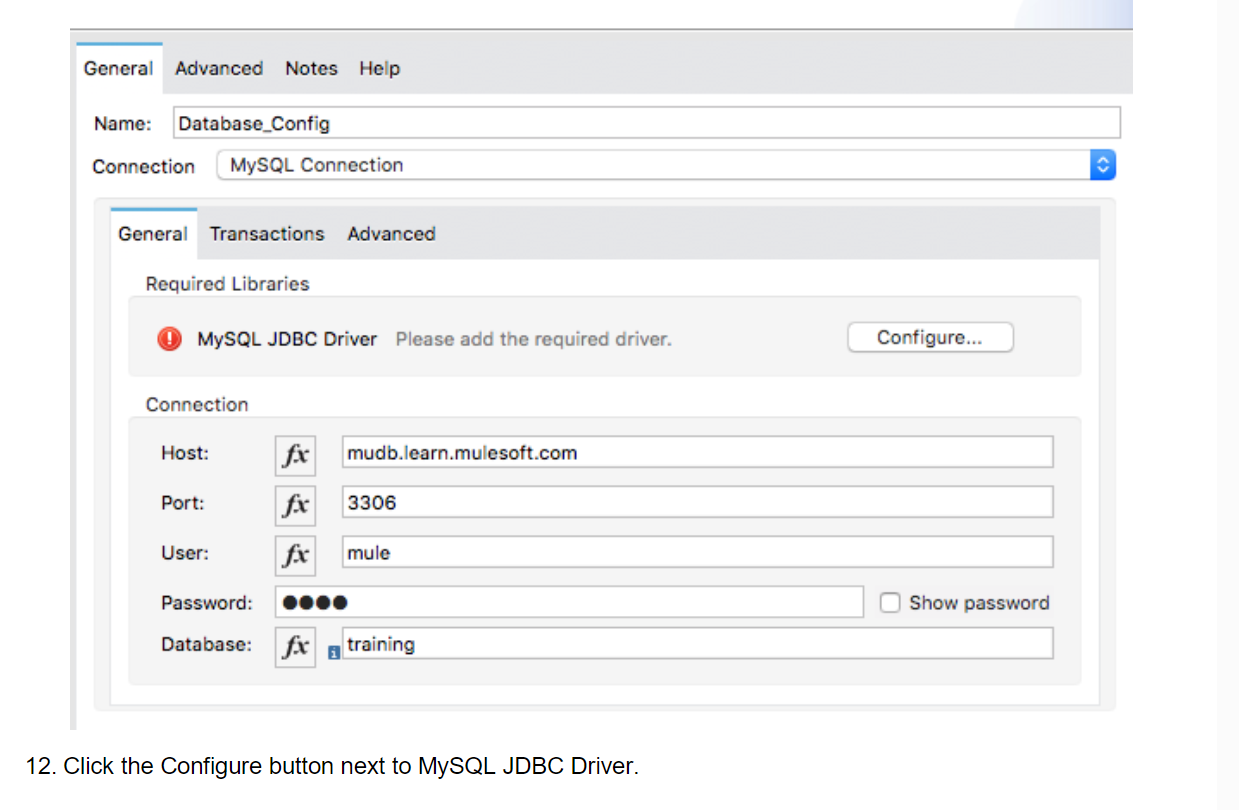 General Advanced Notes Help
Name: Database_Config
Connection MySQL Connection
General Transactions Advanced
Required Libraries
MySQL JDBC Driver Please add the required driver. Configure...
Connection
Host: fx mudb.learn.mulesoft.com
Port: fx 3306
User: fx mule
Password: ●●●● Show password
Database: fx training
12. Click the Configure button next to MySQL JDBC Driver.